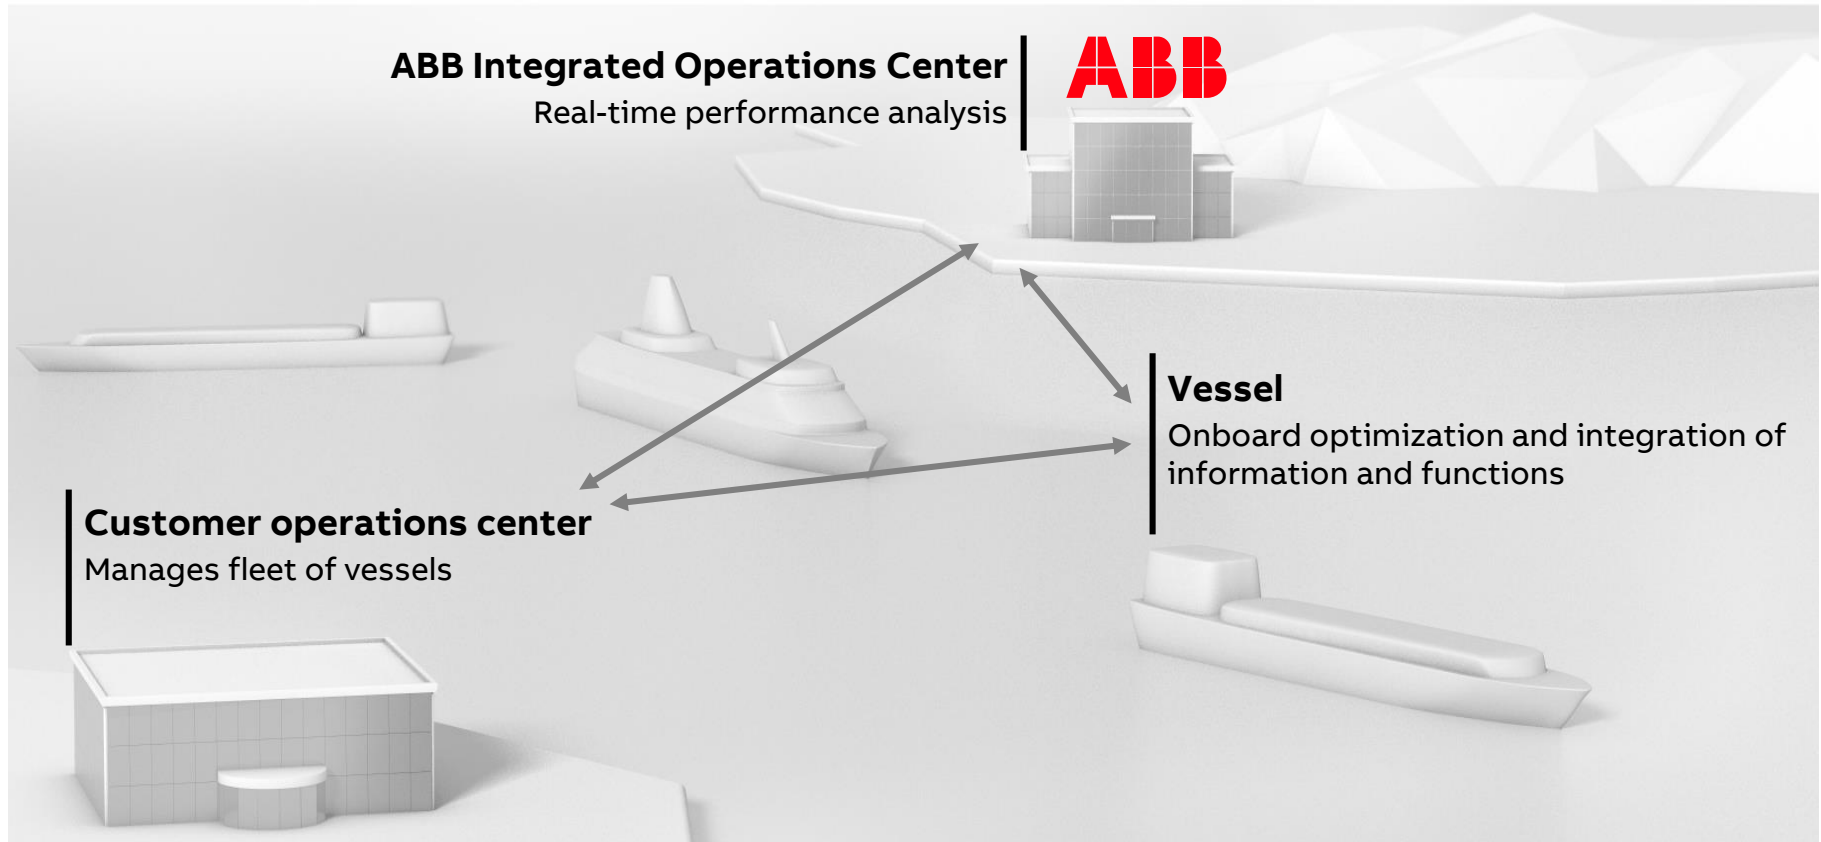 ABB Integrated Operations Center
Real-time performance analysis
ABB
Vessel
Onboard optimization and integration of
information and functions
Customer operations center
Manages fleet of vessels